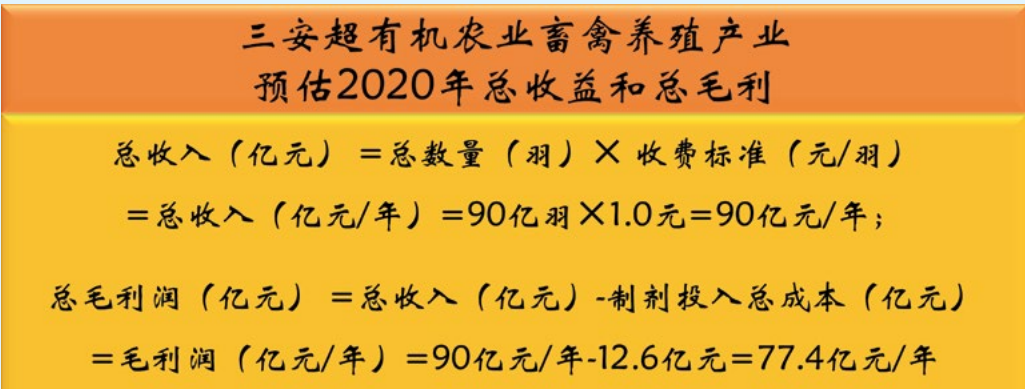 三安超有机农业畜禽养殖产业
预估2020年总收益和总毛利
总收入（亿元）=总数量（羽）×收费标准（元/羽）
=总收入（亿元/年）=90亿羽×1.0元=90亿元/年；
总毛利润（亿元）=总收入（亿元）-制剂投入总成本（亿元）
=毛利润（亿元/年）=90亿元/年-12.6亿元=77.4亿元/年